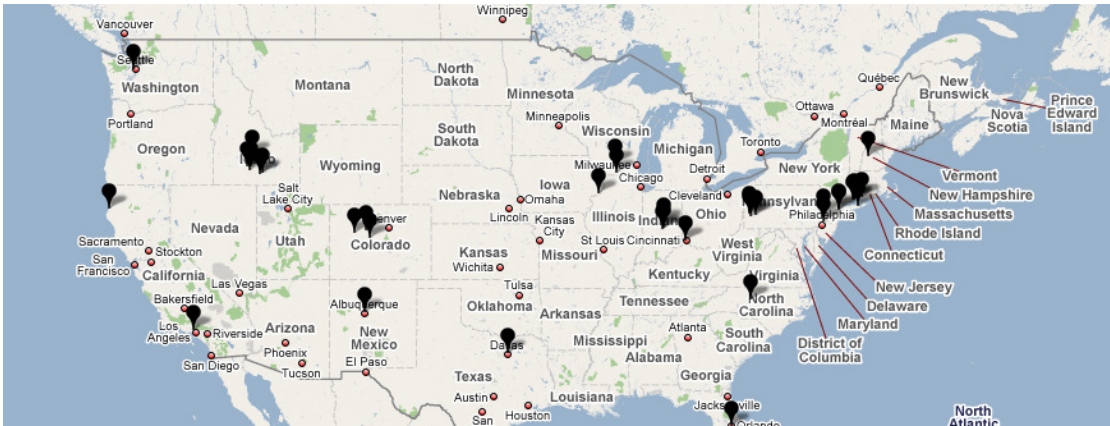 Winnipeg
Vancouver
Seattle
Washington
Montana
North
Dakota
Minnesota
Québec
New
Brunswick
Prince
Edward
Island
Nova
Scotia
Ottawa
Montréal
Maine
Portland
Oregon
South
Dakota
Minneapolis
Wisconsin
Michigan
Toronto
Vermont
New York
New Hampshire
Massachusetts
Rhode Island
Connecticut
Wyoming
Milwaukee
Chicago
Detroit
Cleveland
Iowa
Nebraska
Omaha
Lincoln
Salt
Lake City
Nevada
Utah
Denver
Colorado
Illinois
Ohio
Pennsylvania
Philadelphia
Kansas
City
Kansas
Missouri
St Louis
Cincinnati
West
Virginia
Virginia
Kentucky
Sacramento
Stockton
San
Francisco
California
Las Vegas
Wichita
Tulsa
Oklahoma
Bakersfield
Albuquerque
Arkansas
Tennessee
North
Carolina
New Jersey
Delaware
Maryland
District of
Columbia
Los
Angeles
Riverside
Arizona
Phoenix
New
Mexico
Tucson
San Diego
El Paso
Dallas
Texas
Mississippi
Alabama
Atlanta
South
Carolina
Georgia
Louisiana
Austin
San
Houston
Jacksonville
Orlando
North
Atlantic